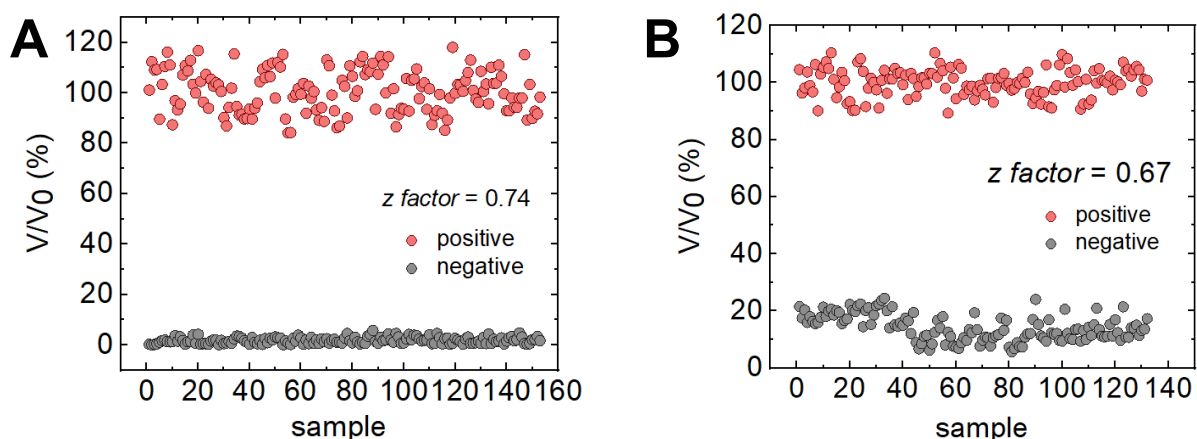 A
V/V0 (%)
120
100
80
60
40
20
0
z factor = 0.74
positive
negative
0 20 40 60 80 100 120 140 160
sample
B
V/V0 (%)
120
100
80
60
40
20
0
z factor = 0.67
positive
negative
0 20 40 60 80 100 120 140
sample